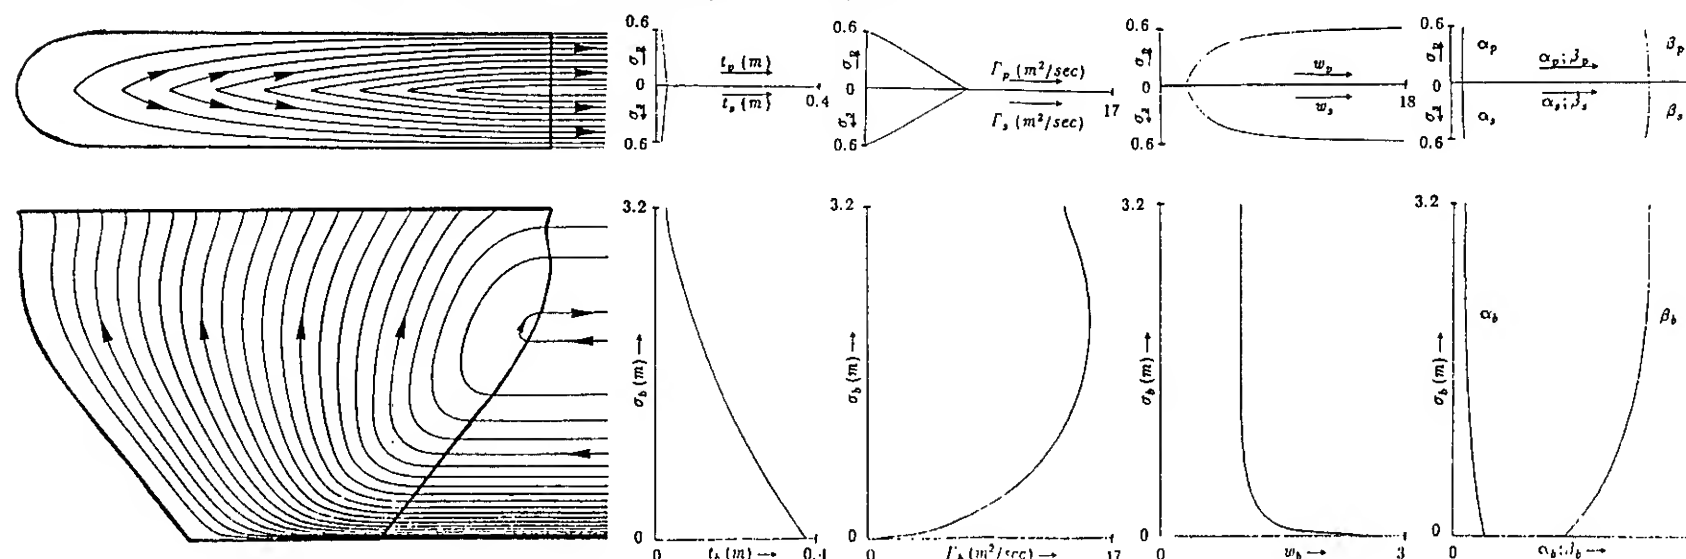 0.6
σp
0
σs
0.6
tp (m)
ts (m)
0.4
0.6
σp
0
σs
0.6
Γp (m²/sec)
Γs (m²/sec)
17
0.6
σp
0
σs
0.6
wp
ws
18
0.6
σp
0
σs
0.6
αp
αs
αp; βp
αs; βs
βp
βs
3.2
σb (m) →
0
0
tb (m) →
0.4
3.2
σb (m) →
0
0
Γb (m²/sec) →
17
3.2
σb (m) →
0
0
wb →
3
3.2
σb (m) →
0
0
αb
βb
αb; βb →